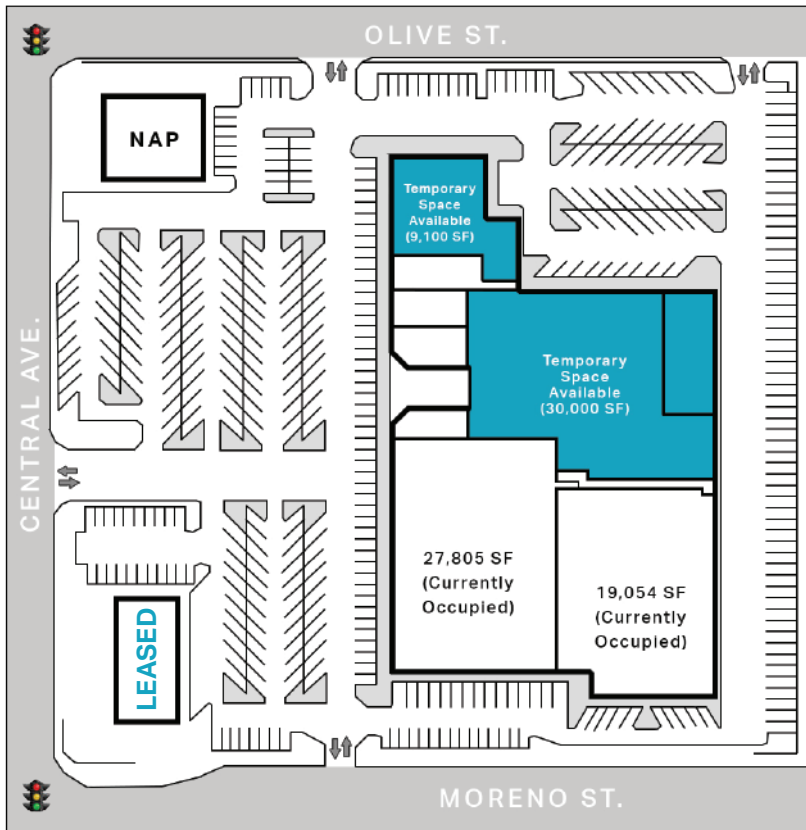 OLIVE ST.
NAP
Temporary
Space
Available
(9,100 SF)
CENTRAL AVE.
Temporary
Space
Available
(30,000 SF)
27,805 SF
(Currently
Occupied)
19,054 SF
(Currently
Occupied)
LEASED
MORENO ST.